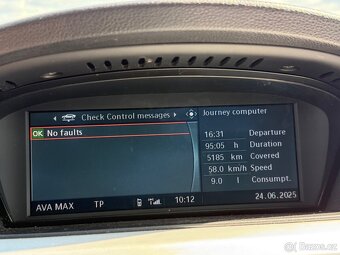 Check Control messages
Journey computer
OK No faults
16:31 Departure
95:05 h Duration
5185 km Covered
58.0 km/h Speed
9.0 l Consumpt.
AVA MAX TP 10:12 24.06.2025
Bazoš.cz